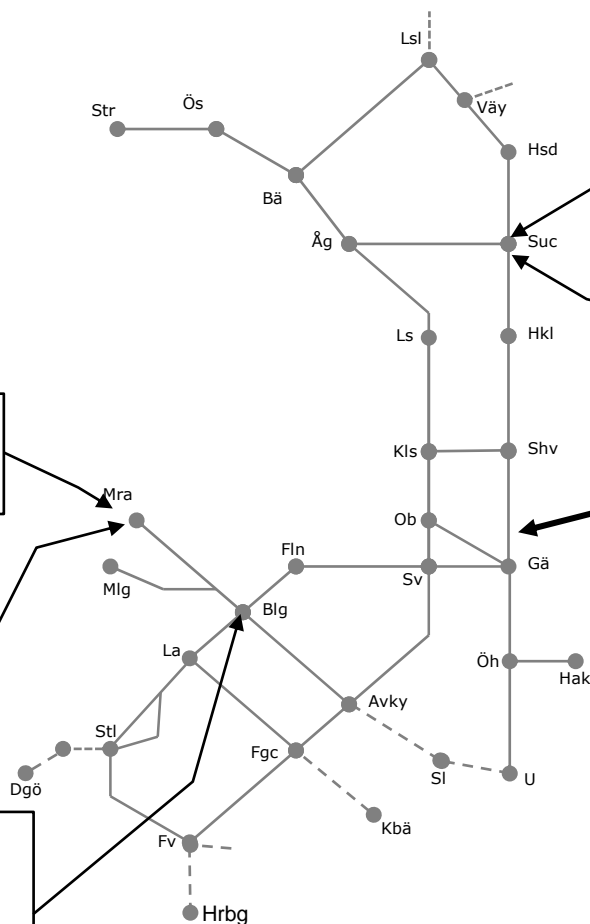 Lsl
Väy
Str
Ös
Hsd
Bä
Åg
Suc
Ls
Hkl
Kls
Shv
Mra
Ob
Fln
Sv
Gä
Mlg
Blg
La
Öh
Hak
Avky
Stl
Fgc
Sl
U
Dgö
Kbä
Fv
Hrbg